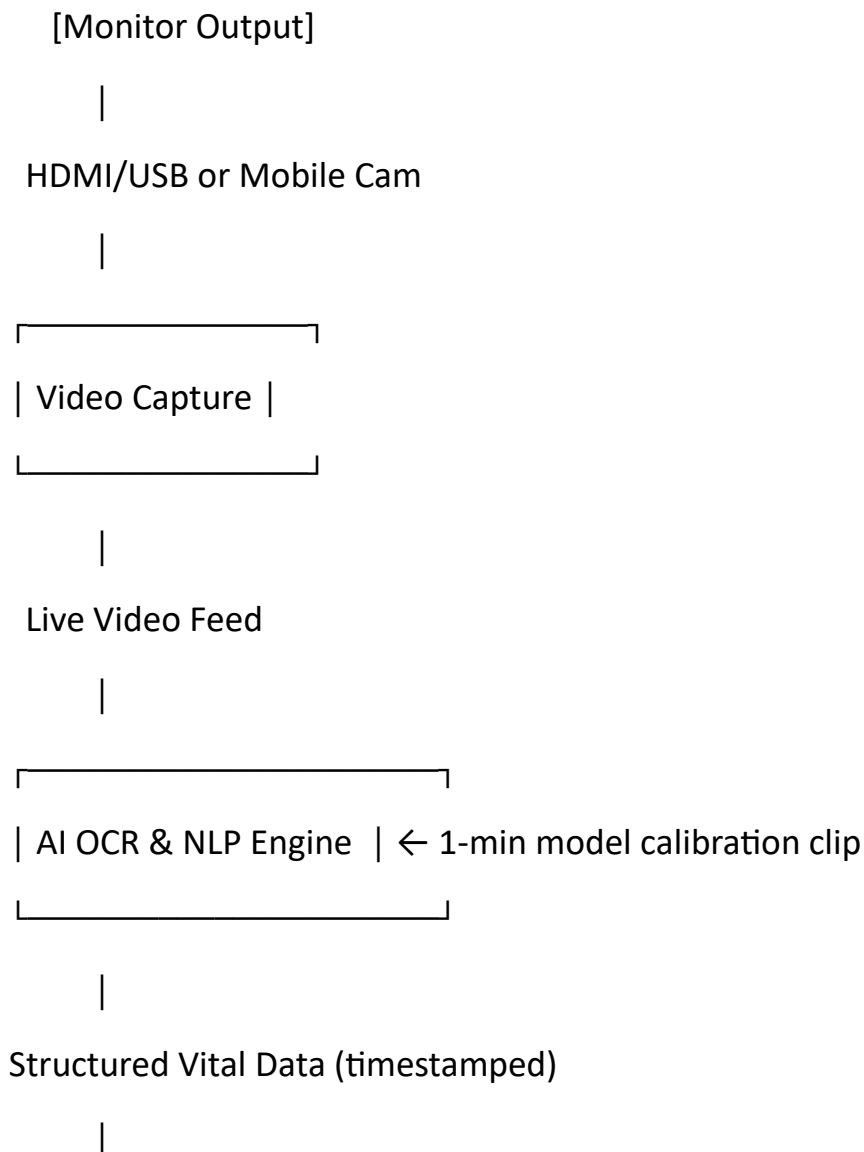 [Monitor Output]
|
HDMI/USB or Mobile Cam
|
┌───────────────┐
| Video Capture |
└───────────────┘
|
Live Video Feed
|
┌──────────────────────┐
| AI OCR & NLP Engine | ← 1-min model calibration clip
└──────────────────────┘
|
Structured Vital Data (timestamped)
|